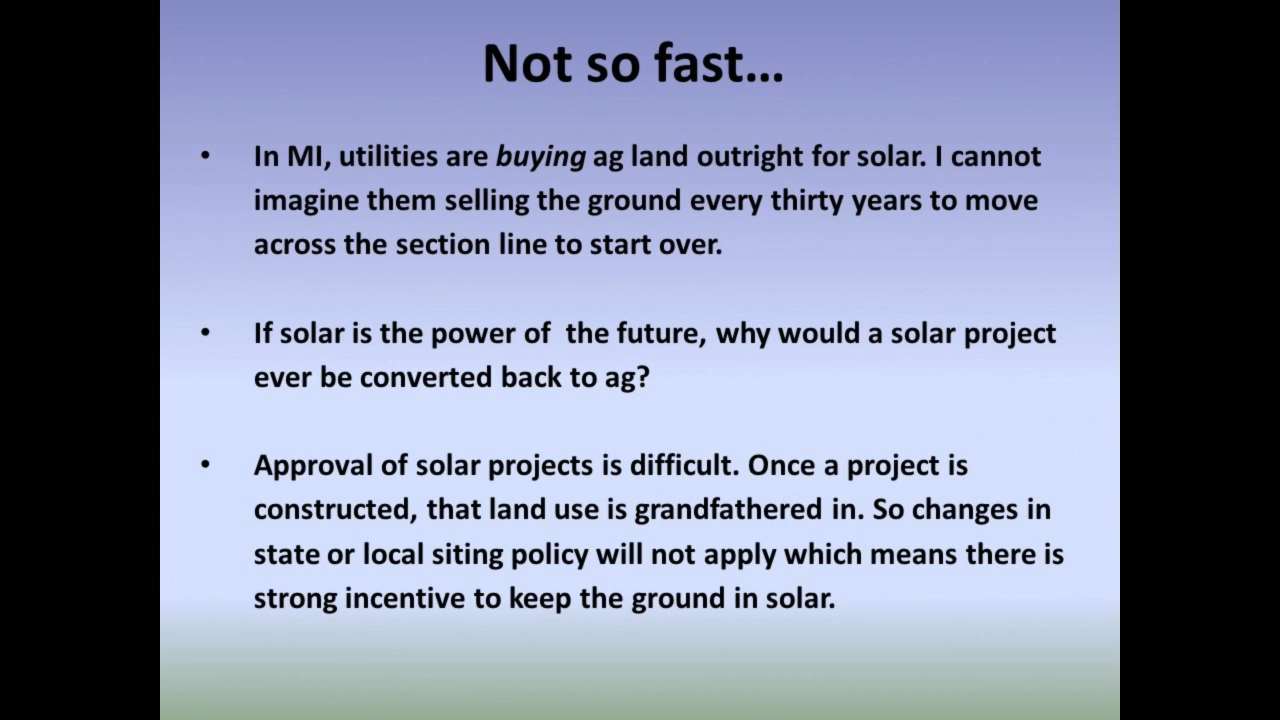 Not so fast...
• In MI, utilities are buying ag land outright for solar. I cannot
imagine them selling the ground every thirty years to move
across the section line to start over.
• If solar is the power of  the future, why would a solar project
ever be converted back to ag?
• Approval of solar projects is difficult. Once a project is
constructed, that land use is grandfathered in. So changes in
state or local siting policy will not apply which means there is
strong incentive to keep the ground in solar.